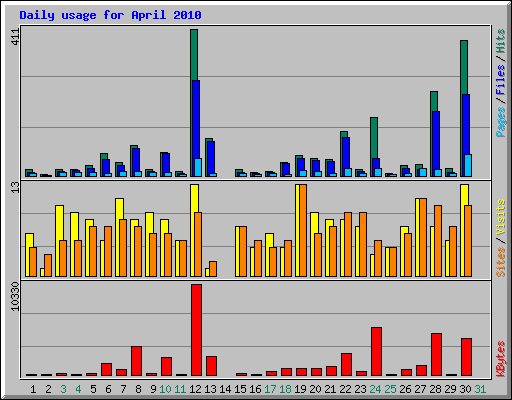 Daily usage for April 2010
411
Pages / Files / Hits
13
Sites / Visits
10330
KBytes
1 2 3 4 5 6 7 8 9 10 11 12 13 14 15 16 17 18 19 20 21 22 23 24 25 26 27 28 29 30 31